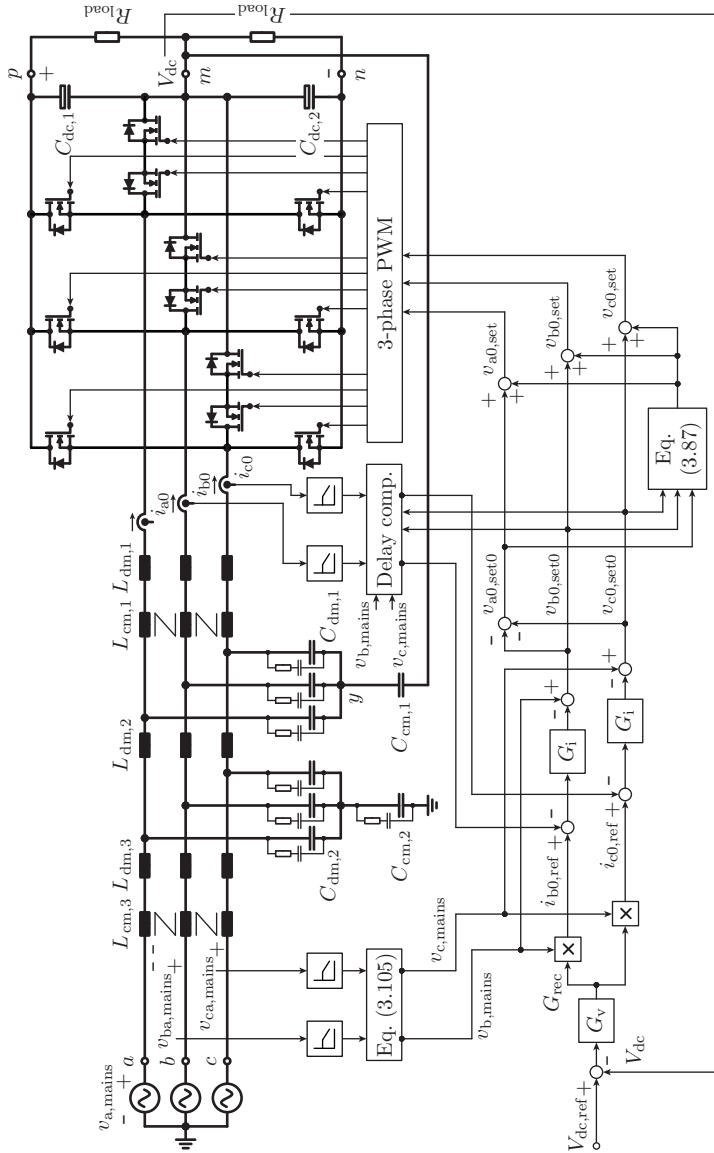 v_a,mains
- +
a
b
c
v_ba,mains
- +
v_ca,mains
- +
L_cm,3
L_dm,3
L_dm,2
L_cm,1
L_dm,1
i_a0
i_b0
i_c0
C_dm,2
C_cm,2
C_dm,1
C_cm,1
y
p
+
V_dc
m
-
n
R_load
R_load
C_dc,1
C_dc,2
3-phase PWM
Delay comp.
v_b,mains
v_c,mains
Eq. (3.105)
v_c,mains
v_b,mains
V_dc,ref
+
-
V_dc
G_v
G_rec
×
×
i_b0,ref
+
-
i_c0,ref
+
-
G_i
G_i
-
+
-
+
-
-
v_a0,set0
v_b0,set0
v_c0,set0
Eq.
(3.87)
+
+
+
+
+
+
v_a0,set
v_b0,set
v_c0,set